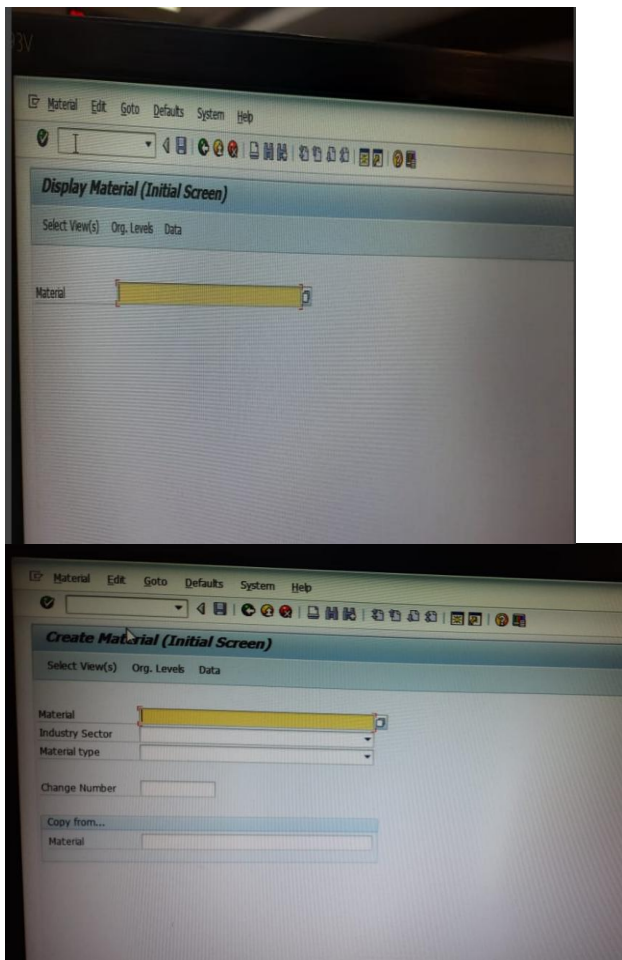 93V
Material Edit Goto Defaults System Help
Display Material (Initial Screen)
Select View(s) Org. Levels Data
Material
Material Edit Goto Defaults System Help
Create Material (Initial Screen)
Select View(s) Org. Levels Data
Material
Industry Sector
Material type
Change Number
Copy from...
Material